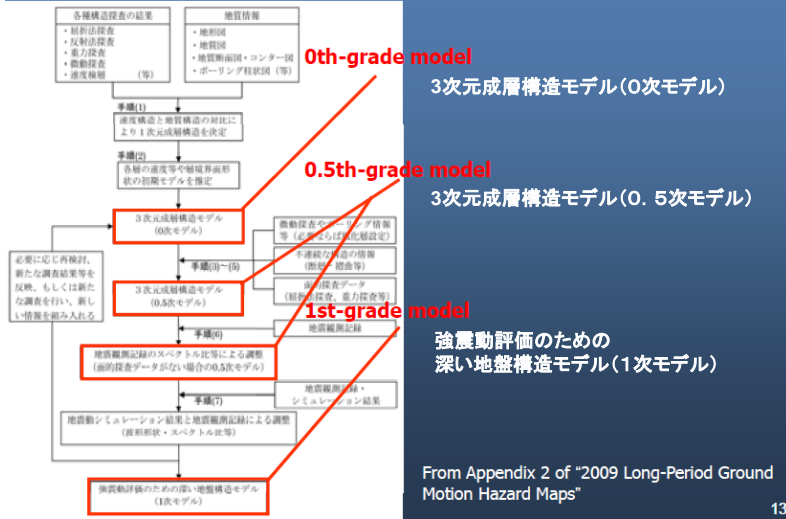 各種構造探査の結果
・屈折法探査
・反射法探査
・重力探査
・微動探査
・速度検層 (等)
地質情報
・地形図
・地質図
・地質断面図・コンター図
・ボーリング柱状図(等)
手順(1)
速度構造と地質構造の対比に
より1次元成層構造を決定
手順(2)
各層の速度等や層境界面形
状の初期モデルを推定
3次元成層構造モデル
(0次モデル)
微動探査やボーリング情報
等(必要ならば風化層設定)
不連続な構造の情報
(断層・褶曲等)
面的探査データ
(屈折法探査、重力探査等)
手順(3)~(5)
必要に応じ再検討、
新たな調査結果等を
反映、もしくは新た
な調査を行い、新し
い情報を組み入れる
3次元成層構造モデル
(0.5次モデル)
地震観測記録
手順(6)
地震観測記録のスペクトル比等による調整
(面的探査データがない場合の0.5次モデル)
地震観測記録・
シミュレーション結果
手順(7)
地震動シミュレーション結果と地震観測記録による調整
(波形形状・スペクトル比等)
強震動評価のための深い地盤構造モデル
(1次モデル)
0th-grade model
0.5th-grade model
1st-grade model
3次元成層構造モデル(0次モデル)
3次元成層構造モデル(0.5次モデル)
強震動評価のための
深い地盤構造モデル(1次モデル)
From Appendix 2 of "2009 Long-Period Ground
Motion Hazard Maps"
13